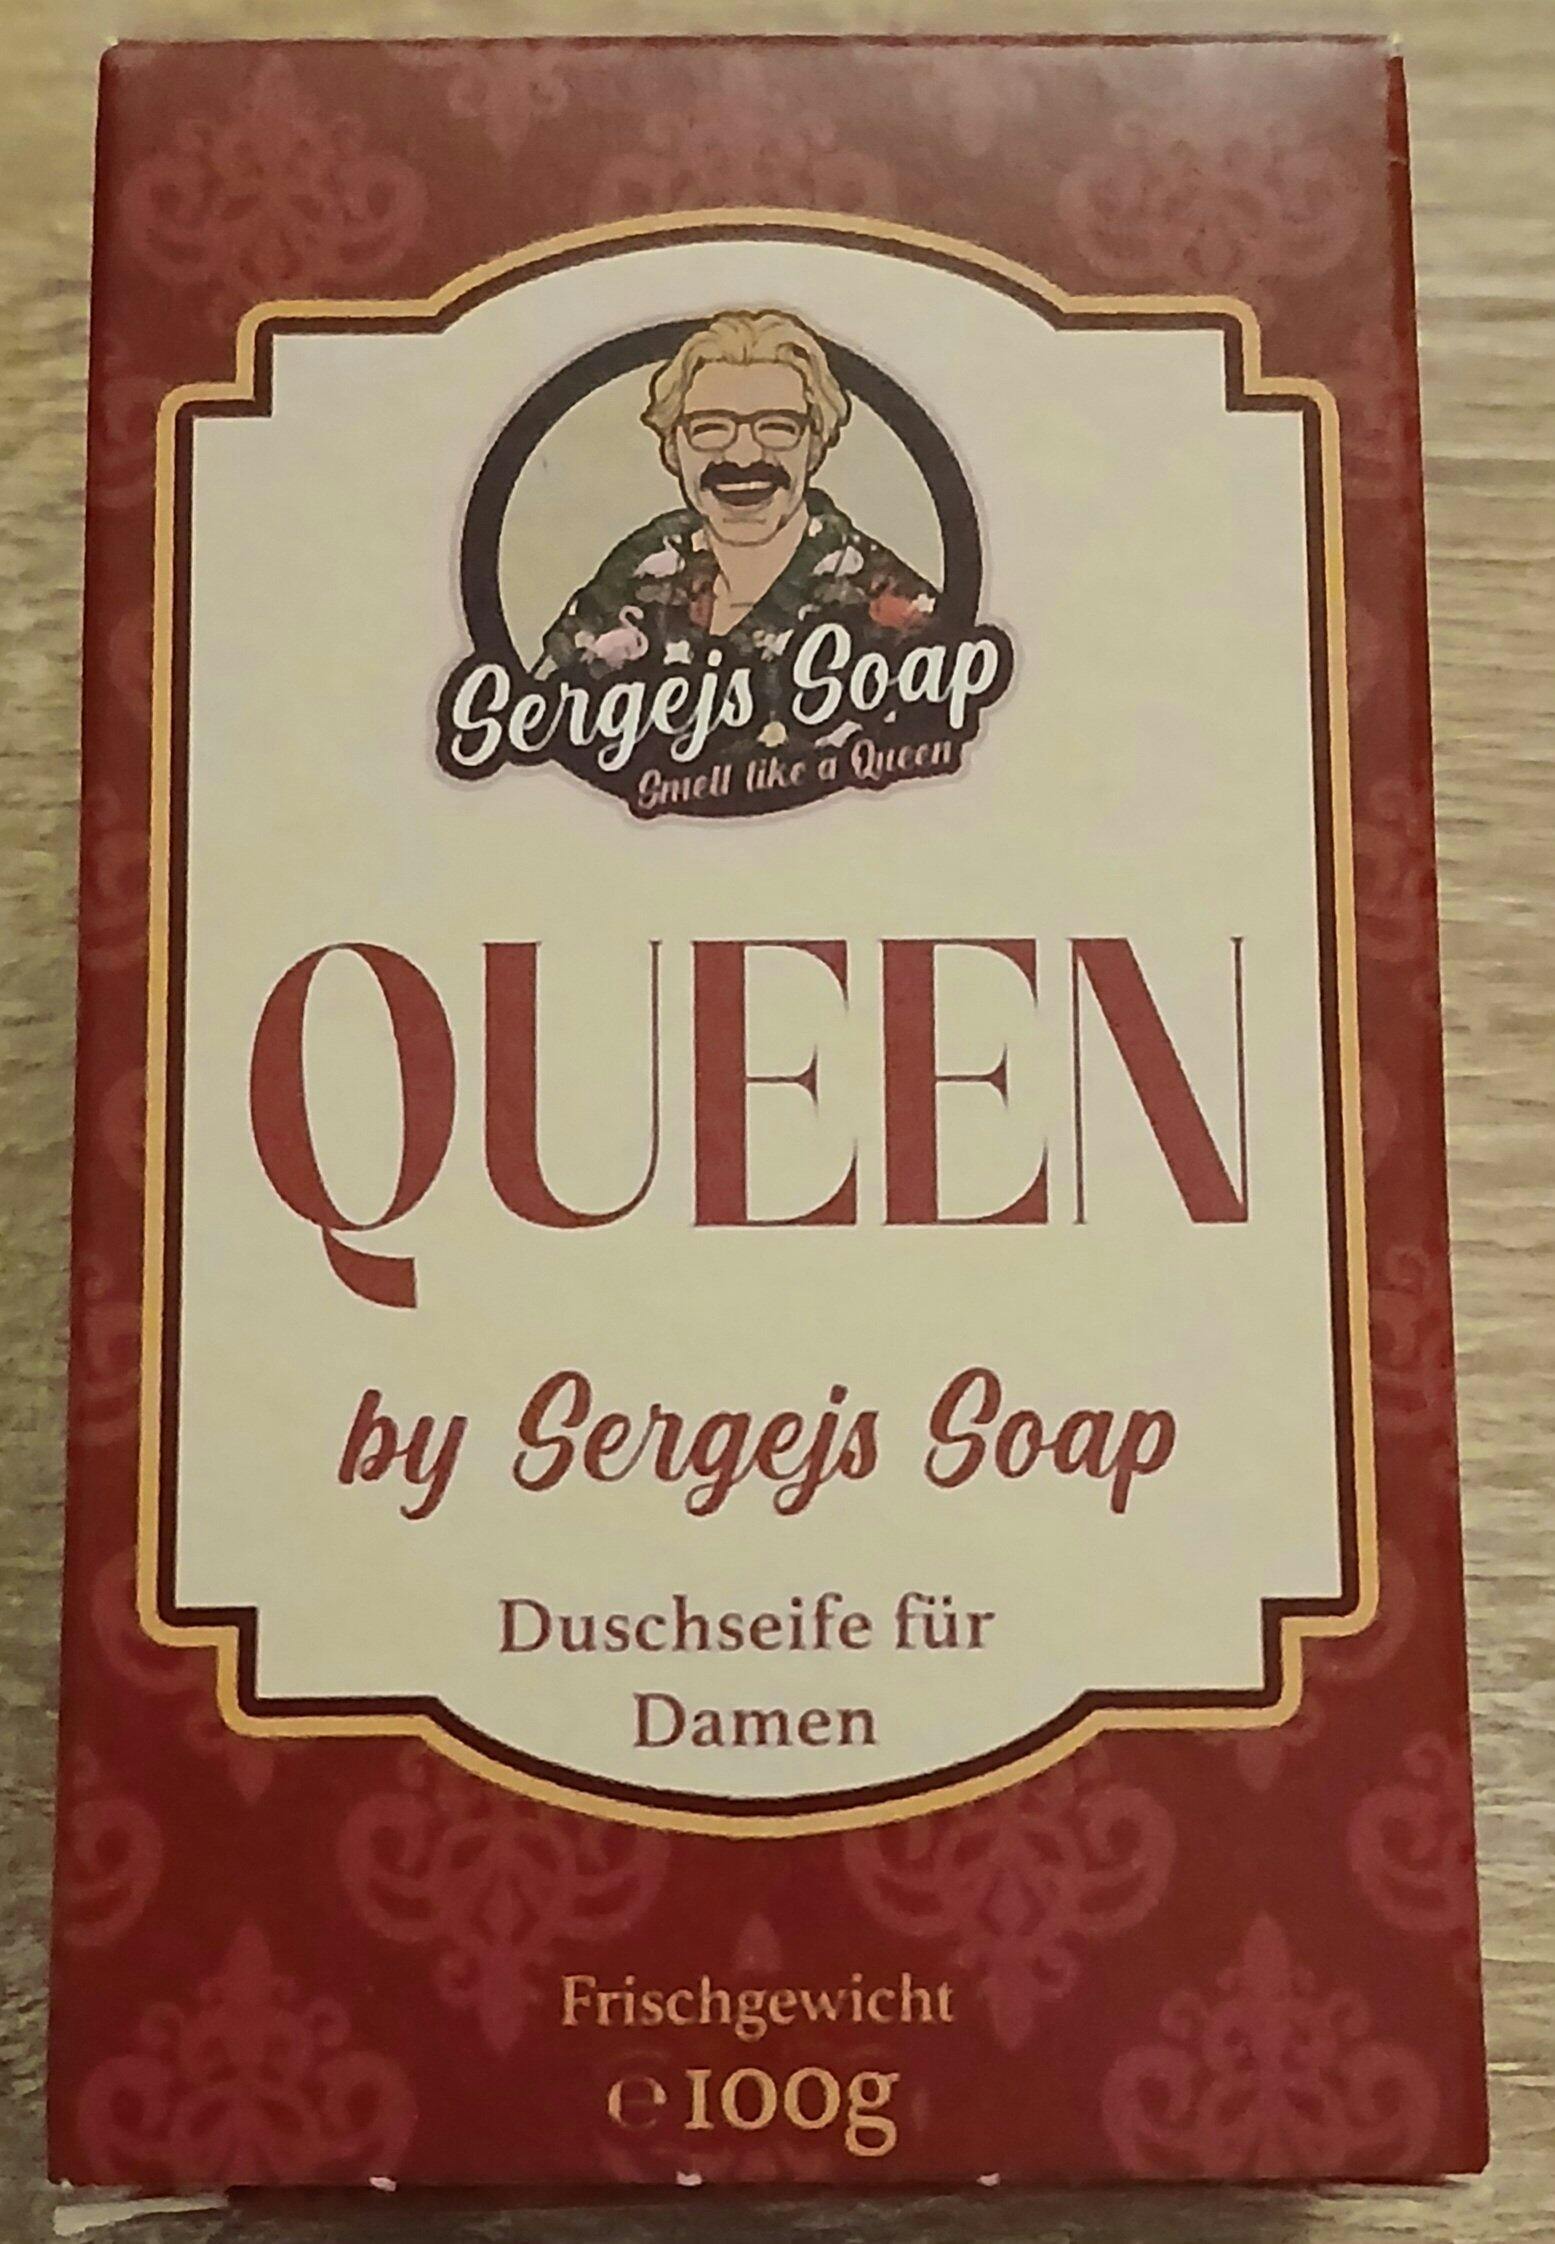 Sergejs Soap
Smell like a Queen
QUEEN
by Sergejs Soap
Duschseife für
Damen
Frischgewicht
℮ 100g